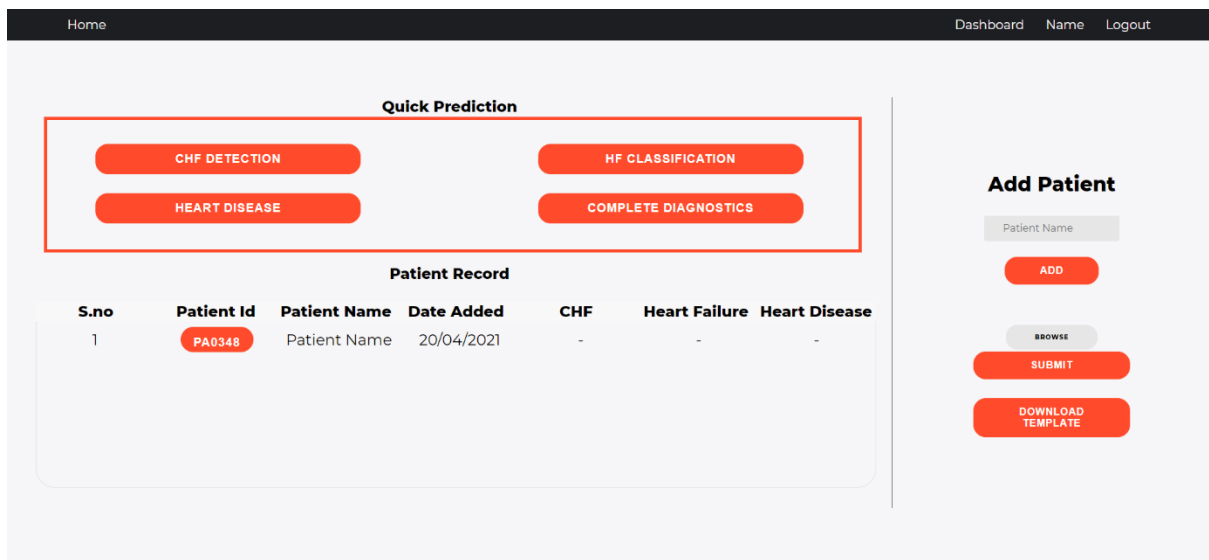 Home Dashboard Name Logout
Quick Prediction
CHF DETECTION HF CLASSIFICATION
HEART DISEASE COMPLETE DIAGNOSTICS
Patient Record
S.no Patient Id Patient Name Date Added CHF Heart Failure Heart Disease
1 PA0348 Patient Name 20/04/2021 - - -
Add Patient
Patient Name
ADD
BROWSE
SUBMIT
DOWNLOAD
TEMPLATE